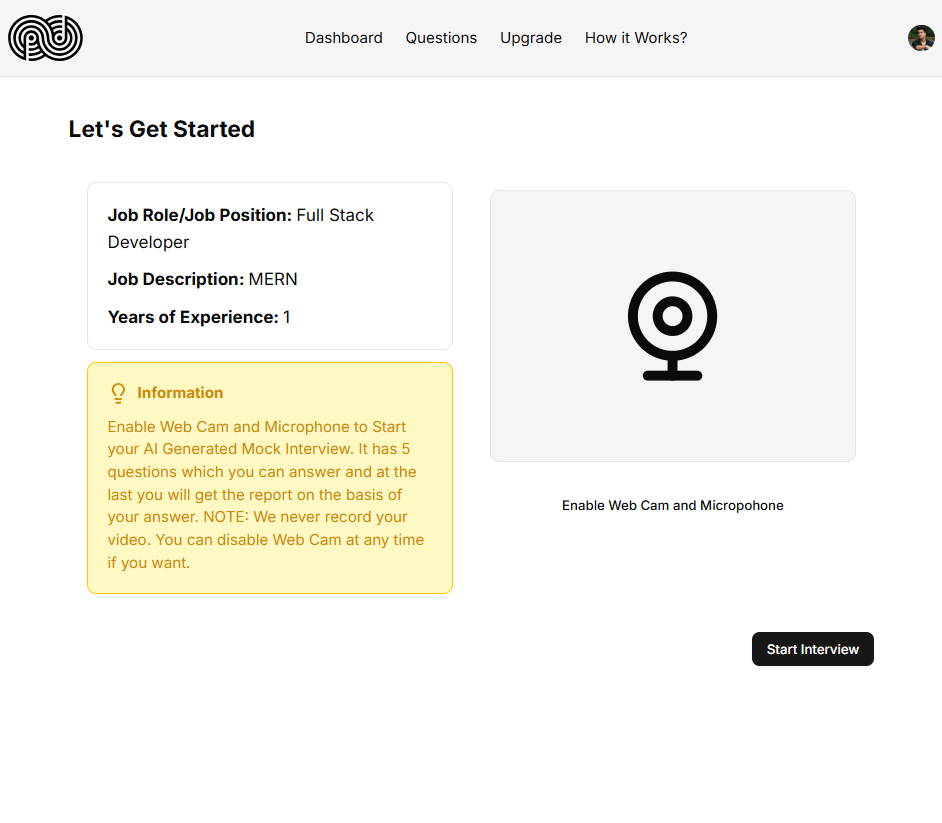 Dashboard Questions Upgrade How it Works?
Let's Get Started
Job Role/Job Position: Full Stack
Developer
Job Description: MERN
Years of Experience: 1
Information
Enable Web Cam and Microphone to Start
your AI Generated Mock Interview. It has 5
questions which you can answer and at the
last you will get the report on the basis of
your answer. NOTE: We never record your
video. You can disable Web Cam at any time
if you want.
Enable Web Cam and Micropohone
Start Interview